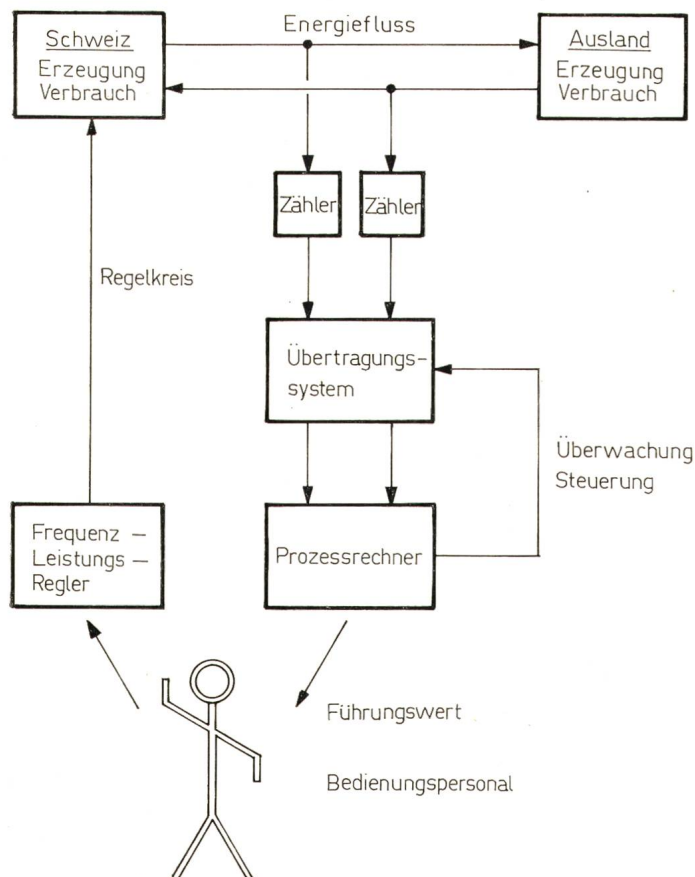 Energiefluss
Schweiz
Erzeugung
Verbrauch
Ausland
Erzeugung
Verbrauch
Zähler
Zähler
Regelkreis
Übertragungs-
system
Überwachung
Steuerung
Frequenz –
Leistungs –
Regler
Prozessrechner
Führungswert
Bedienungspersonal